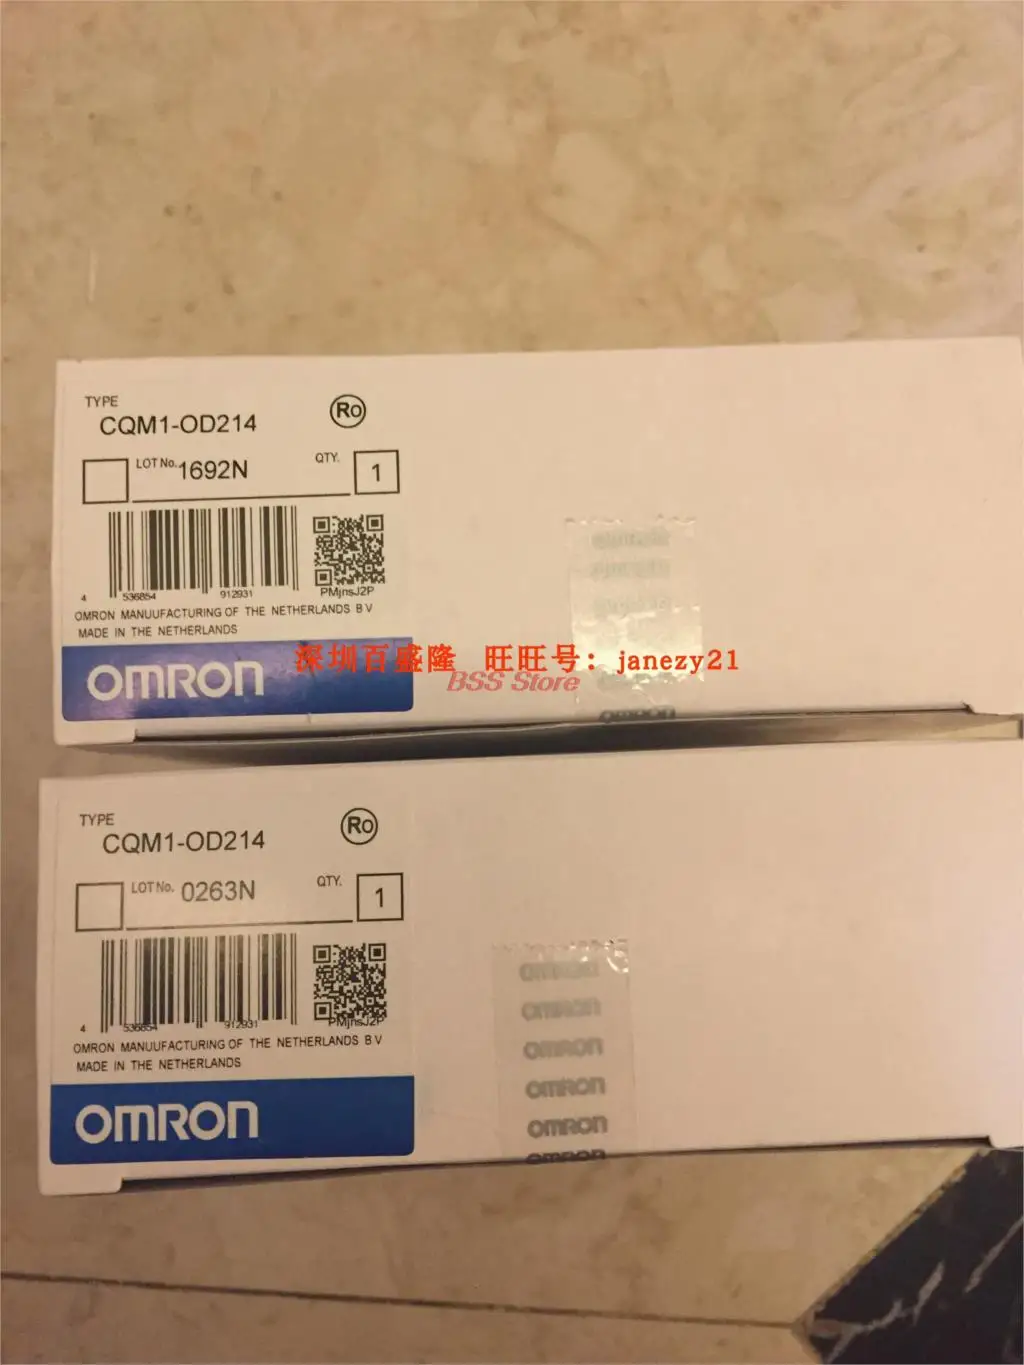 TYPE
CQM1-OD214
Ro
LOT No. 1692N
QTY.
1
4 536854 912931
PMjnsJ2P
OMRON MANUUFACTURING OF THE NETHERLANDS B V
MADE IN THE NETHERLANDS
OMRON
深圳百盛隆 旺旺号: janezy21
BSS Store
OMRON
TYPE
CQM1-OD214
Ro
LOT No. 0263N
QTY.
1
4 536854 912931
PMjnsJ2P
OMRON MANUUFACTURING OF THE NETHERLANDS B V
MADE IN THE NETHERLANDS
OMRON
OMRON
OMRON
OMRON
OMRON
OMRON
OMRON